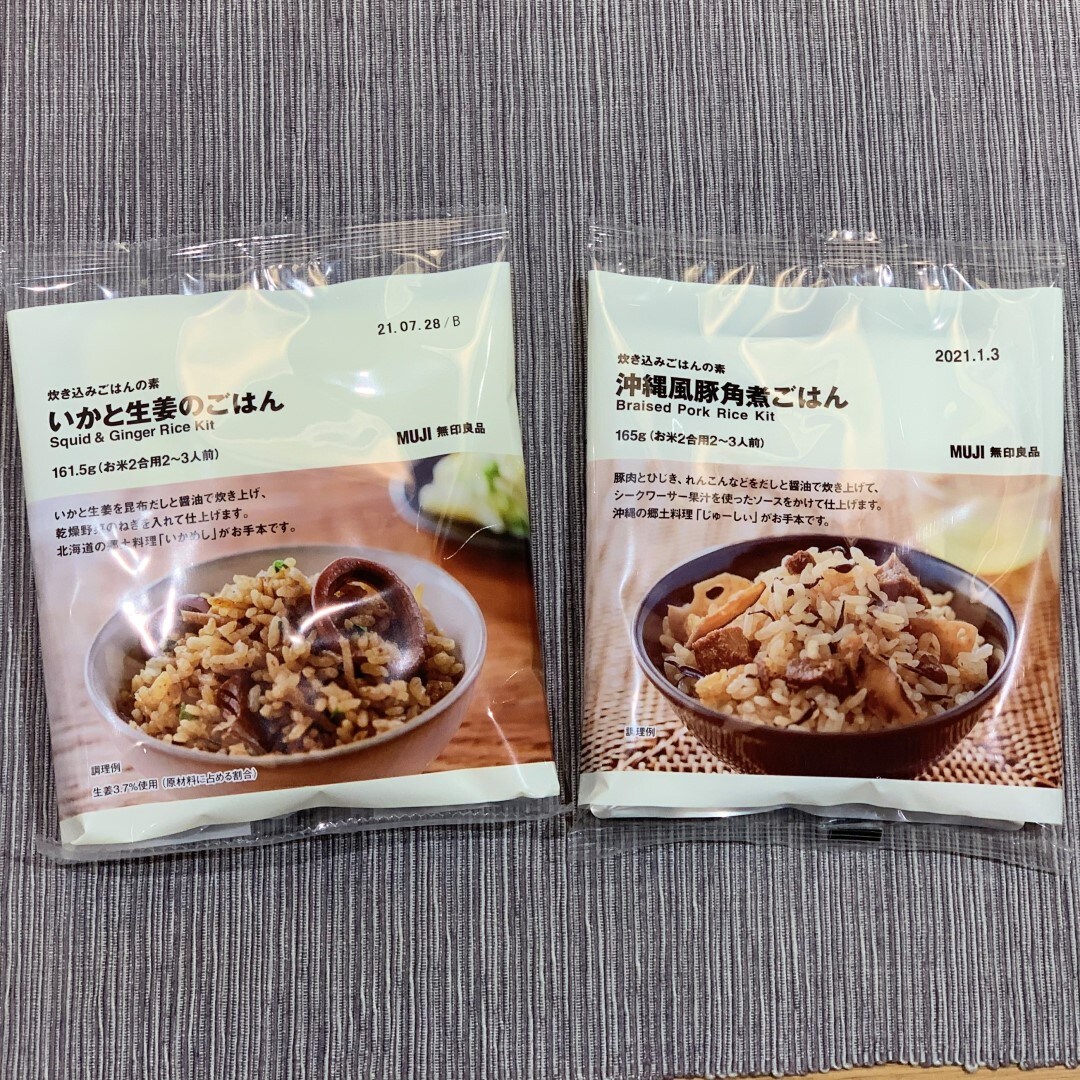 21.07.28/B
炊き込みごはんの素
いかと生姜のごはん
Squid & Ginger Rice Kit
MUJI 無印良品
161.5g(お米2合用2〜3人前)
いかと生姜を昆布だしと醤油で炊き上げ、
乾燥野菜のねぎを入れて仕上げます。
北海道の郷土料理「いかめし」がお手本です。
調理例
生姜3.7%使用(原材料に占める割合)
2021.1.3
炊き込みごはんの素
沖縄風豚角煮ごはん
Braised Pork Rice Kit
165g(お米2合用2〜3人前)
MUJI 無印良品
豚肉とひじき、れんこんなどをだしと醤油で炊き上げて、
シークワーサー果汁を使ったソースをかけて仕上げます。
沖縄の郷土料理「じゅーしぃ」がお手本です。
調理例